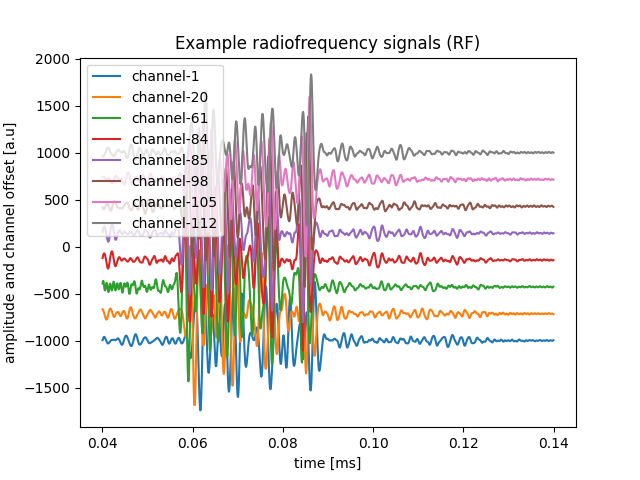 Example radiofrequency signals (RF)
amplitude and channel offset [a.u]
2000
1500
1000
500
0
−500
−1000
−1500
channel-1
channel-20
channel-61
channel-84
channel-85
channel-98
channel-105
channel-112
0.04 0.06 0.08 0.10 0.12 0.14
time [ms]